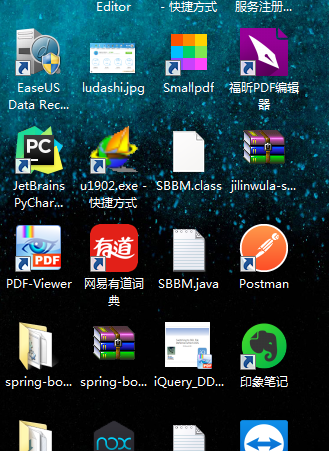 Editor
- 快捷方式
服务注册...
EaseUS
Data Rec...
ludashi.jpg
Smallpdf
福昕PDF编辑
器
PC
JetBrains
PyChar...
u1902.exe -
快捷方式
SBBM.class
jilinwula-s...
PDF
PDF-Viewer
有道
网易有道词
典
SBBM.java
Postman
spring-bo...
spring-bo...
iQuery_DD...
印象笔记
nox